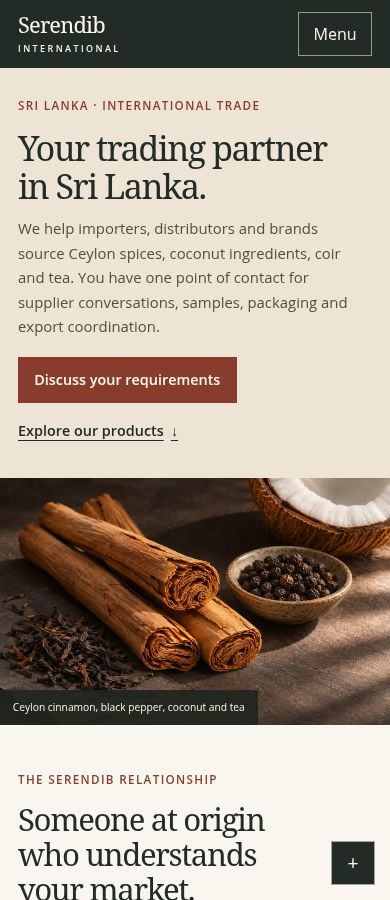 Serendib
INTERNATIONAL
Menu
SRI LANKA · INTERNATIONAL TRADE
Your trading partner
in Sri Lanka.
We help importers, distributors and brands
source Ceylon spices, coconut ingredients, coir
and tea. You have one point of contact for
supplier conversations, samples, packaging and
export coordination.
Discuss your requirements
Explore our products ↓
Ceylon cinnamon, black pepper, coconut and tea
THE SERENDIB RELATIONSHIP
Someone at origin
who understands
your market.
+